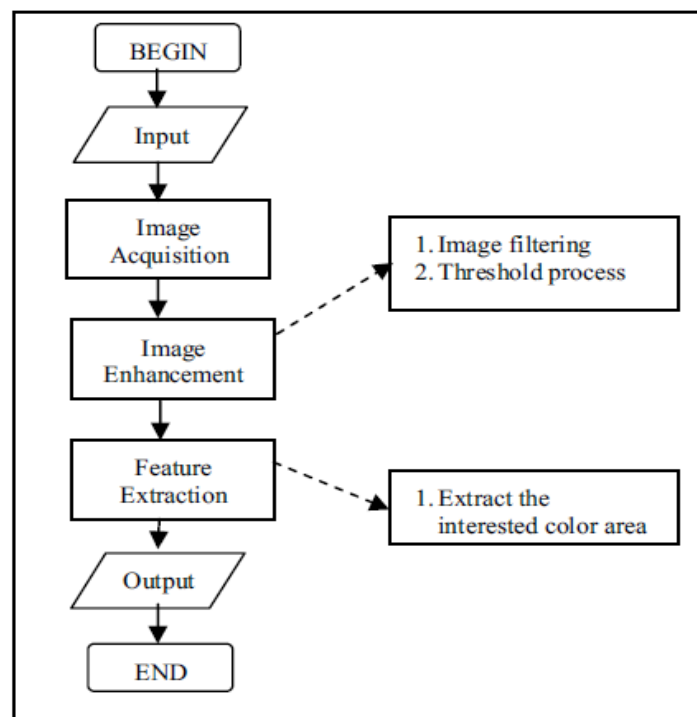 BEGIN
Input
Image
Acquisition
1. Image filtering
2. Threshold process
Image
Enhancement
Feature
Extraction
1. Extract the
interested color area
Output
END